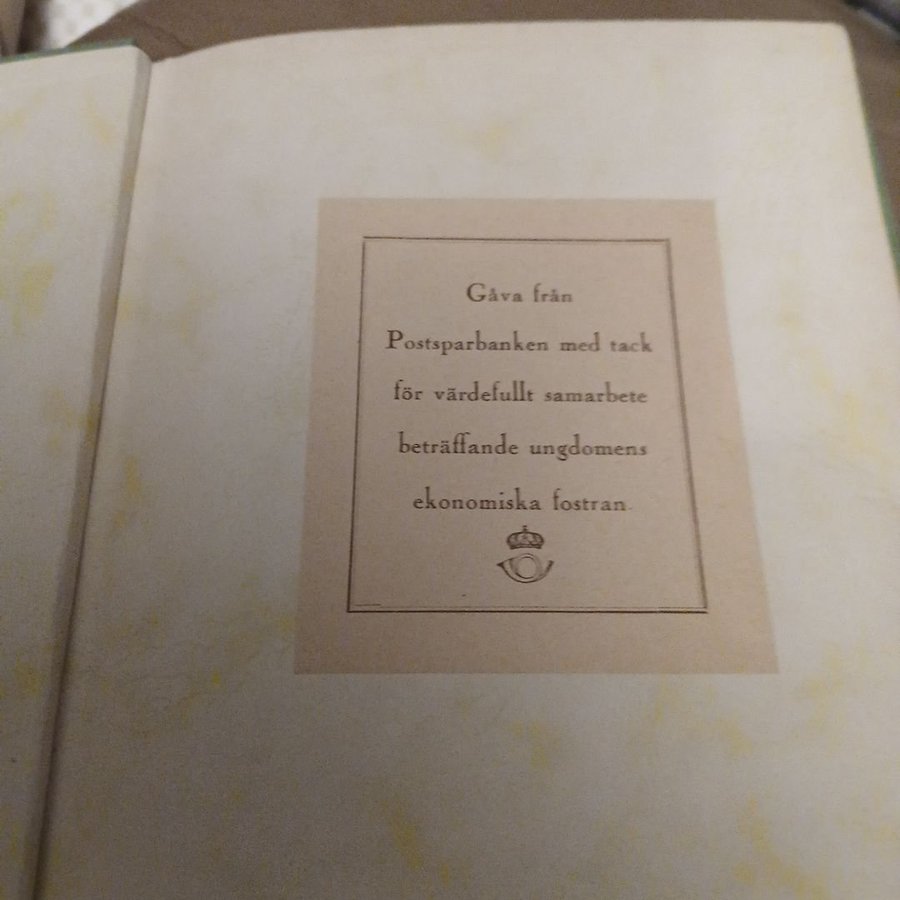 Gåva från
Postsparbanken med tack
för värdefullt samarbete
beträffande ungdomens
ekonomiska fostran